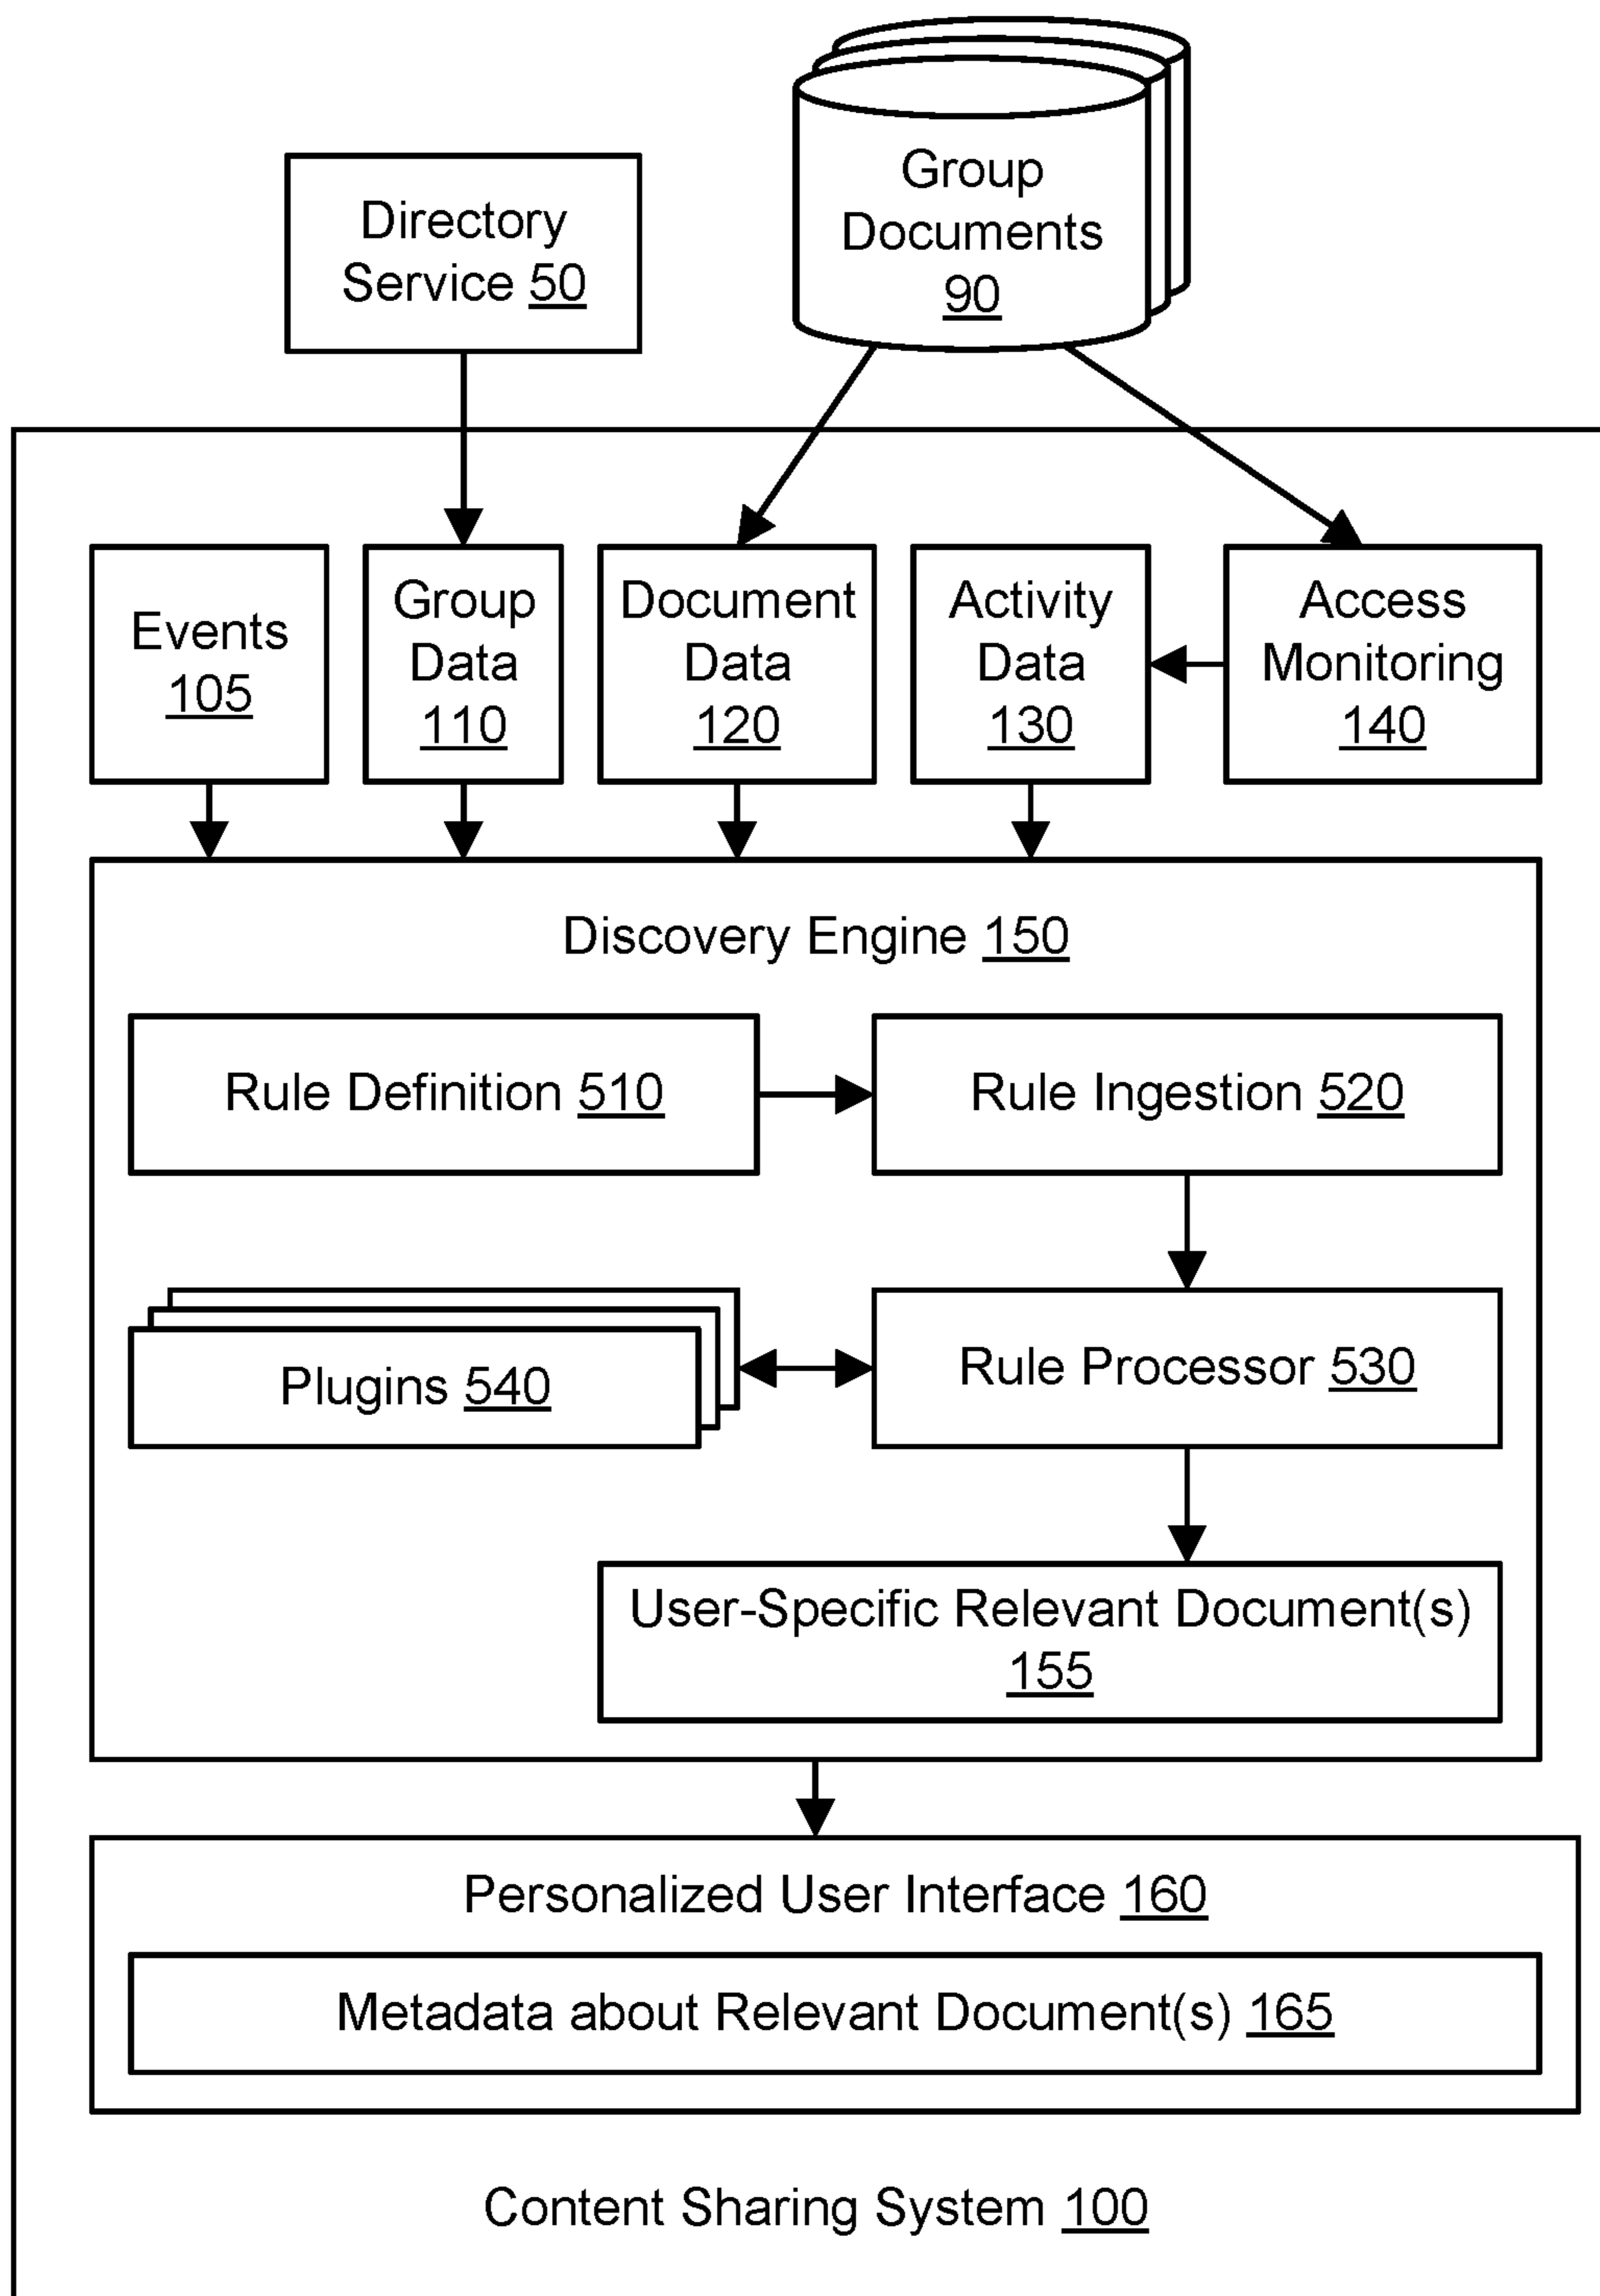 Group
Documents
90
Directory
Service 50
Events
105
Group
Data
110
Document
Data
120
Activity
Data
130
Access
Monitoring
140
Discovery Engine 150
Rule Definition 510
Rule Ingestion 520
Plugins 540
Rule Processor 530
User-Specific Relevant Document(s)
155
Personalized User Interface 160
Metadata about Relevant Document(s) 165
Content Sharing System 100